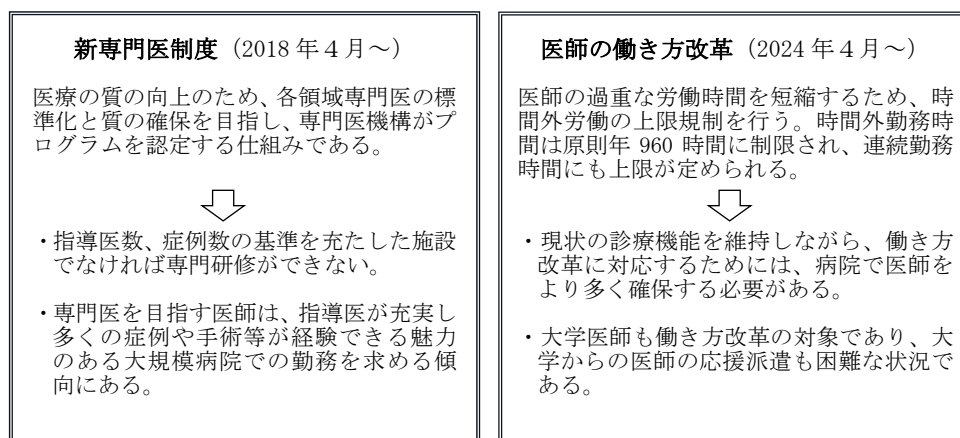 新専門医制度（2018 年４月～）
医療の質の向上のため、各領域専門医の標
準化と質の確保を目指し、専門医機構がプ
ログラムを認定する仕組みである。
・指導医数、症例数の基準を充たした施設
でなければ専門研修ができない。
・専門医を目指す医師は、指導医が充実し
多くの症例や手術等が経験できる魅力
のある大規模病院での勤務を求める傾
向にある。
医師の働き方改革（2024 年４月～）
医師の過重な労働時間を短縮するため、時
間外労働の上限規制を行う。時間外勤務時
間は原則年 960 時間に制限され、連続勤務
時間にも上限が定められる。
・現状の診療機能を維持しながら、働き方
改革に対応するためには、病院で医師を
より多く確保する必要がある。
・大学医師も働き方改革の対象であり、大
学からの医師の応援派遣も困難な状況で
ある。